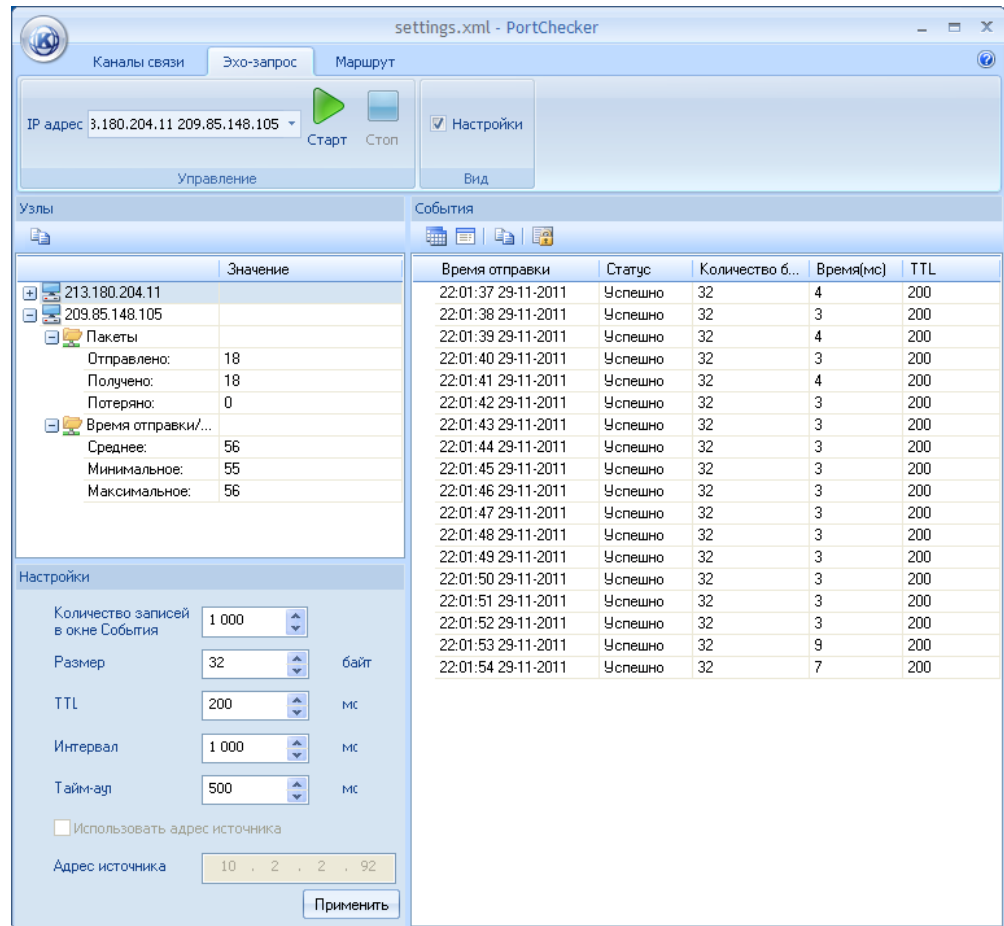 settings.xml - PortChecker
Каналы связи Эхо-запрос Маршрут
IP адрес 3.180.204.11 209.85.148.105 Старт Стоп Настройки
Управление Вид
Узлы
Значение
213.180.204.11
209.85.148.105
Пакеты
Отправлено: 18
Получено: 18
Потеряно: 0
Время отправки/...
Среднее: 56
Минимальное: 55
Максимальное: 56
Настройки
Количество записей
в окне События 1 000
Размер 32 байт
TTL 200 мс
Интервал 1 000 мс
Тайм-аул 500 мс
Использовать адрес источника
Адрес источника 10 . 2 . 2 . 92
Применить
События
Время отправки Статус Количество б... Время(мс) TTL
22:01:37 29-11-2011 Успешно 32 4 200
22:01:38 29-11-2011 Успешно 32 3 200
22:01:39 29-11-2011 Успешно 32 4 200
22:01:40 29-11-2011 Успешно 32 3 200
22:01:41 29-11-2011 Успешно 32 4 200
22:01:42 29-11-2011 Успешно 32 3 200
22:01:43 29-11-2011 Успешно 32 3 200
22:01:44 29-11-2011 Успешно 32 3 200
22:01:45 29-11-2011 Успешно 32 3 200
22:01:46 29-11-2011 Успешно 32 3 200
22:01:47 29-11-2011 Успешно 32 3 200
22:01:48 29-11-2011 Успешно 32 3 200
22:01:49 29-11-2011 Успешно 32 3 200
22:01:50 29-11-2011 Успешно 32 3 200
22:01:51 29-11-2011 Успешно 32 3 200
22:01:52 29-11-2011 Успешно 32 3 200
22:01:53 29-11-2011 Успешно 32 9 200
22:01:54 29-11-2011 Успешно 32 7 200